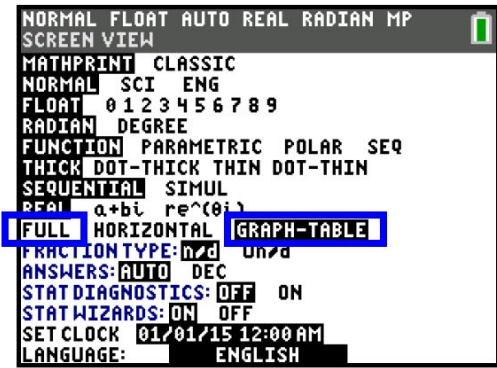 NORMAL FLOAT AUTO REAL RADIAN MP
SCREEN VIEW
MATHPRINT CLASSIC
NORMAL SCI ENG
FLOAT 0 1 2 3 4 5 6 7 8 9
RADIAN DEGREE
FUNCTION PARAMETRIC POLAR SEQ
THICK DOT-THICK THIN DOT-THIN
SEQUENTIAL SIMUL
REAL a+bi re^(θi)
FULL HORIZONTAL GRAPH-TABLE
FRACTION TYPE: n/d Un/d
ANSWERS: AUTO DEC
STAT DIAGNOSTICS: OFF ON
STAT WIZARDS: ON OFF
SET CLOCK 01/01/15 12:00 AM
LANGUAGE: ENGLISH